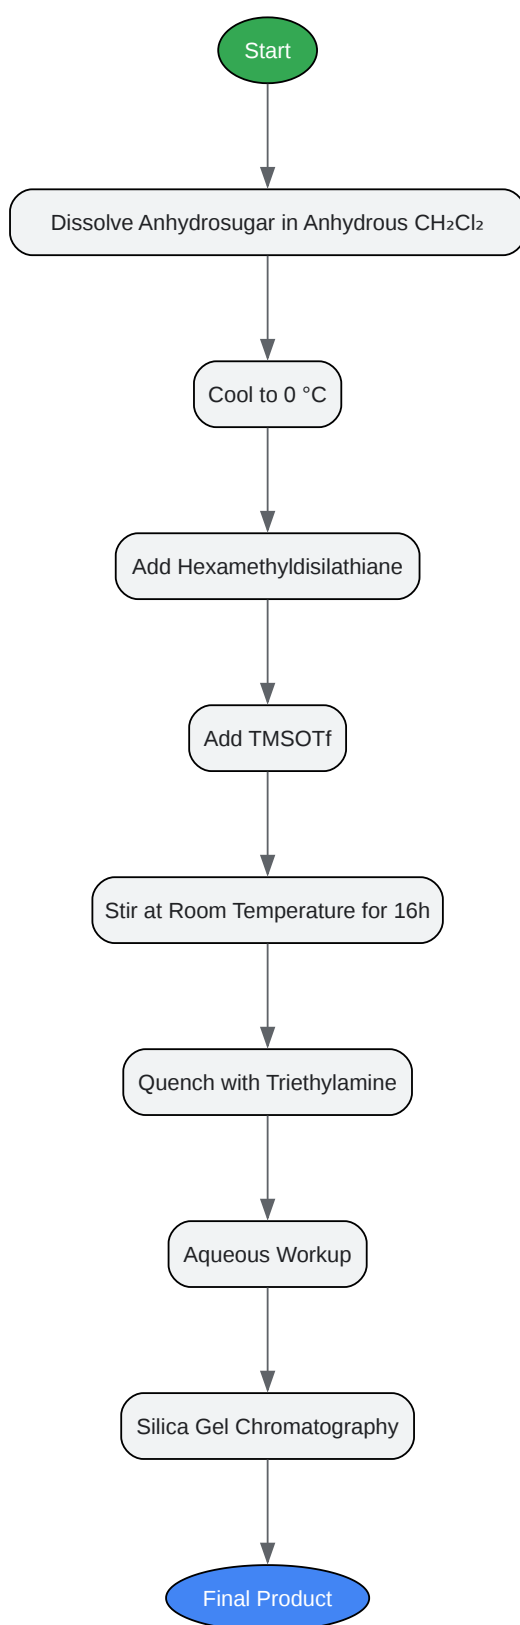 Start
Dissolve Anhydrosugar in Anhydrous CH₂Cl₂
Cool to 0 °C
Add Hexamethyldisilathiane
Add TMSOTf
Stir at Room Temperature for 16h
Quench with Triethylamine
Aqueous Workup
Silica Gel Chromatography
Final Product